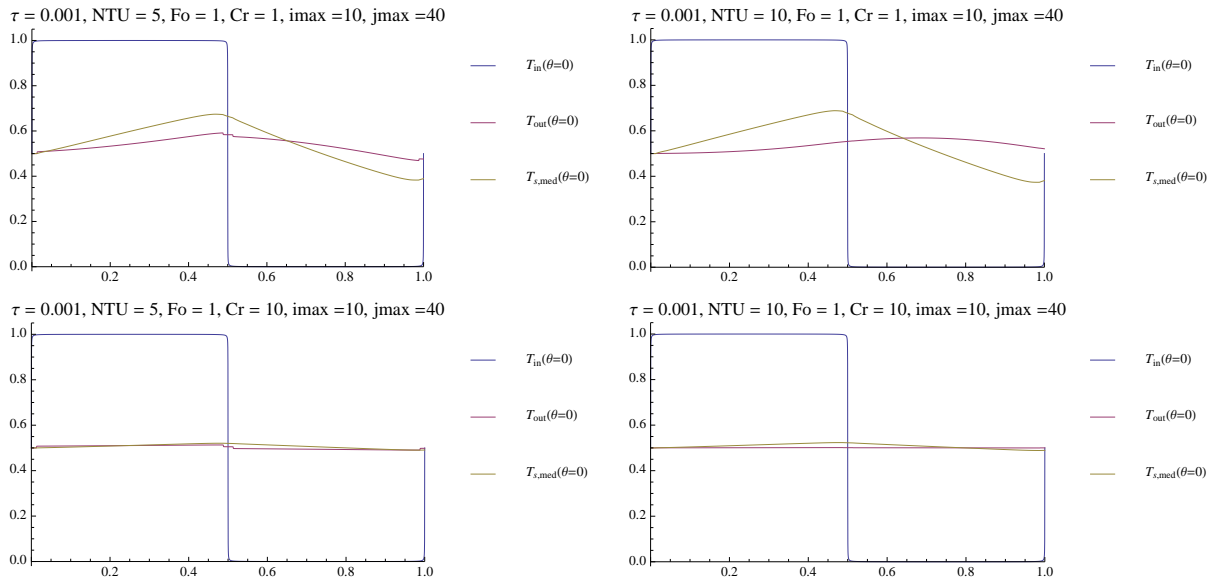 τ = 0.001, NTU = 5, Fo = 1, Cr = 1, imax =10, jmax =40
1.0
0.8
0.6
0.4
0.2
0.0
0.2 0.4 0.6 0.8 1.0
T_in(θ=0)
T_out(θ=0)
T_s,med(θ=0)
τ = 0.001, NTU = 10, Fo = 1, Cr = 1, imax =10, jmax =40
1.0
0.8
0.6
0.4
0.2
0.0
0.2 0.4 0.6 0.8 1.0
T_in(θ=0)
T_out(θ=0)
T_s,med(θ=0)
τ = 0.001, NTU = 5, Fo = 1, Cr = 10, imax =10, jmax =40
1.0
0.8
0.6
0.4
0.2
0.0
0.2 0.4 0.6 0.8 1.0
T_in(θ=0)
T_out(θ=0)
T_s,med(θ=0)
τ = 0.001, NTU = 10, Fo = 1, Cr = 10, imax =10, jmax =40
1.0
0.8
0.6
0.4
0.2
0.0
0.2 0.4 0.6 0.8 1.0
T_in(θ=0)
T_out(θ=0)
T_s,med(θ=0)